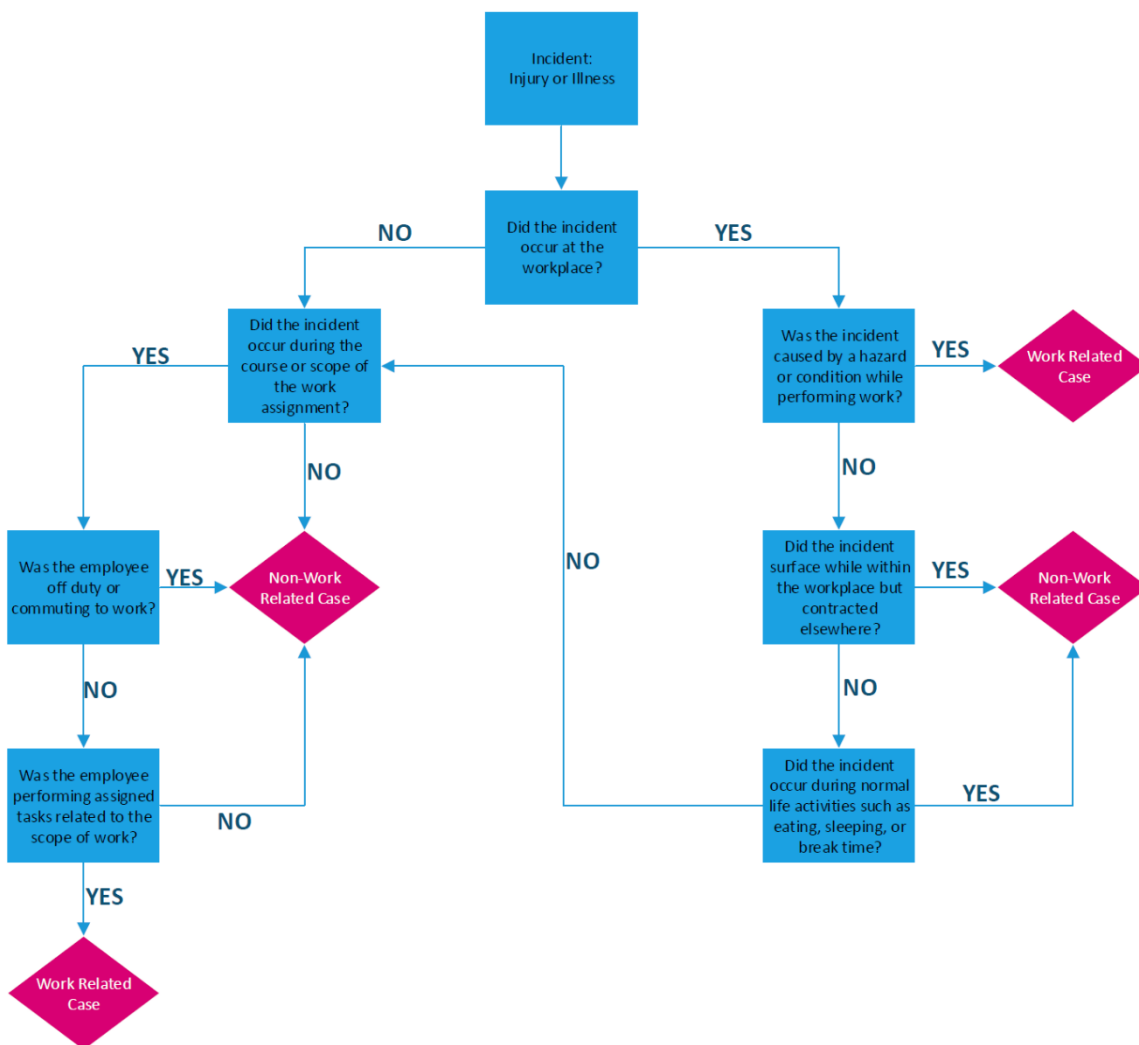 Incident:
Injury or Illness
Did the incident
occur at the
workplace?
NO
YES
Did the incident
occur during the
course or scope of
the work
assignment?
YES
NO
Was the incident
caused by a hazard
or condition while
performing work?
YES
Work Related
Case
NO
Was the employee
off duty or
commuting to work?
YES
Non-Work
Related Case
NO
NO
Did the incident
surface while within
the workplace but
contracted
elsewhere?
YES
Non-Work
Related Case
NO
Was the employee
performing assigned
tasks related to the
scope of work?
NO
YES
Did the incident
occur during normal
life activities such as
eating, sleeping, or
break time?
YES
Work Related
Case